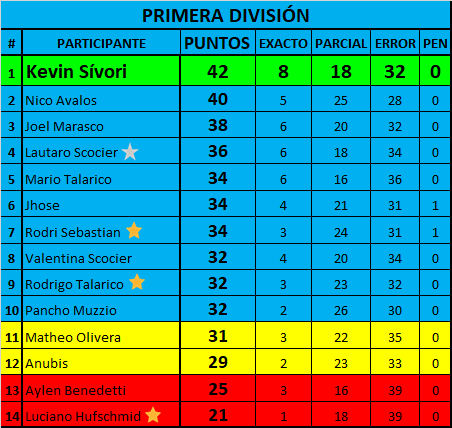 PRIMERA DIVISIÓN
# PARTICIPANTE PUNTOS EXACTO PARCIAL ERROR PEN
1 Kevin Sívori 42 8 18 32 0
2 Nico Avalos 40 5 25 28 0
3 Joel Marasco 38 6 20 32 0
4 Lautaro Scocier 36 6 18 34 0
5 Mario Talarico 34 6 16 36 0
6 Jhose 34 4 21 31 1
7 Rodri Sebastian 34 3 24 31 1
8 Valentina Scocier 32 4 20 34 0
9 Rodrigo Talarico 32 3 23 32 0
10 Pancho Muzzio 32 2 26 30 0
11 Matheo Olivera 31 3 22 35 0
12 Anubis 29 2 23 33 0
13 Aylen Benedetti 25 3 16 39 0
14 Luciano Hufschmid 21 1 18 39 0